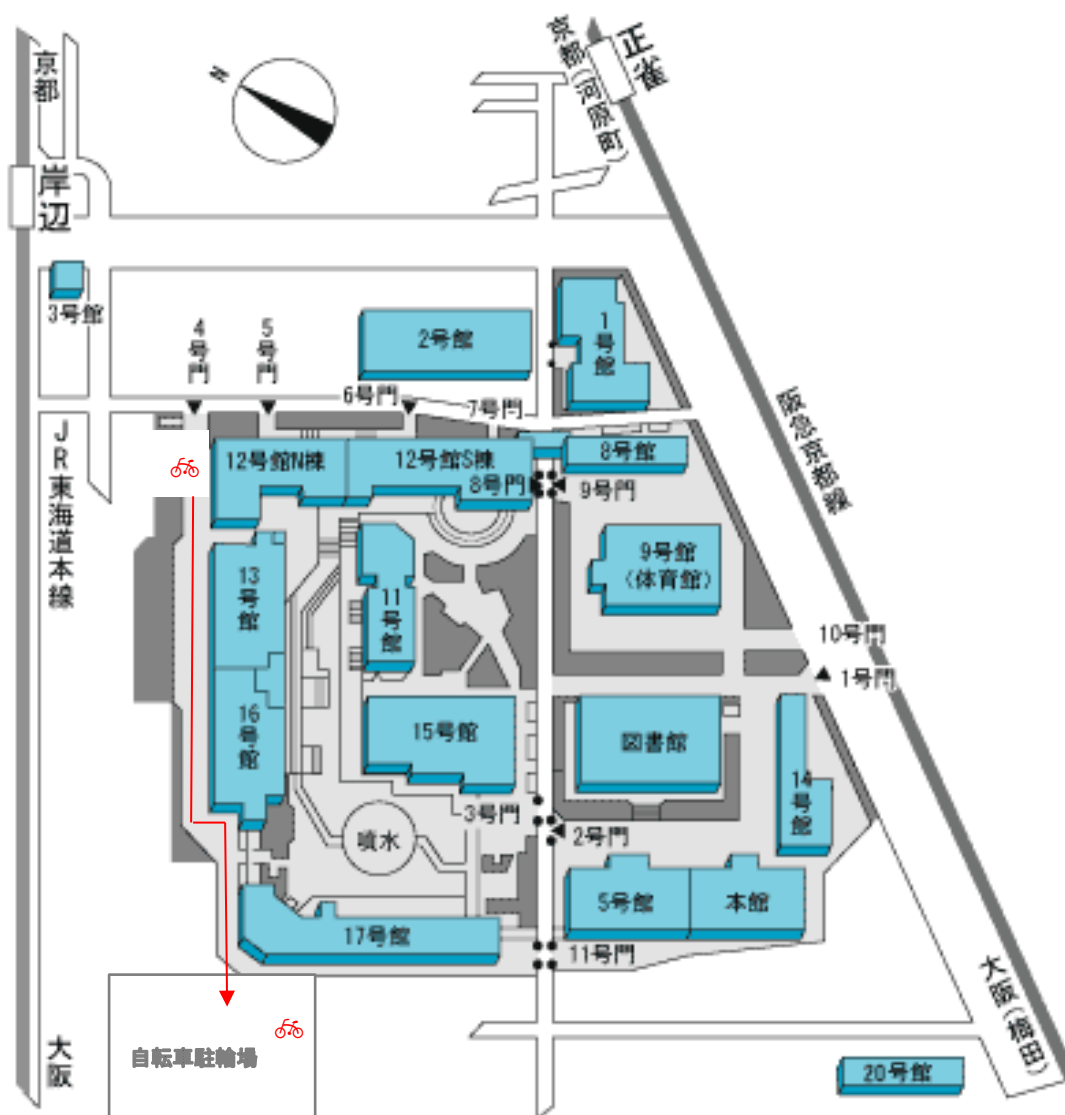 京都
岸辺
N
京都(河原町)
正雀
3号館
4号門
5号門
2号館
1号館
6号門
7号門
JR東海道本線
12号館N棟
12号館S棟
8号館
8号門
9号門
阪急京都線
13号館
11号館
9号館
(体育館)
10号門
1号門
16号館
15号館
図書館
14号館
3号門
2号門
噴水
5号館
本館
17号館
11号門
大阪(梅田)
大阪
自転車駐輪場
20号館